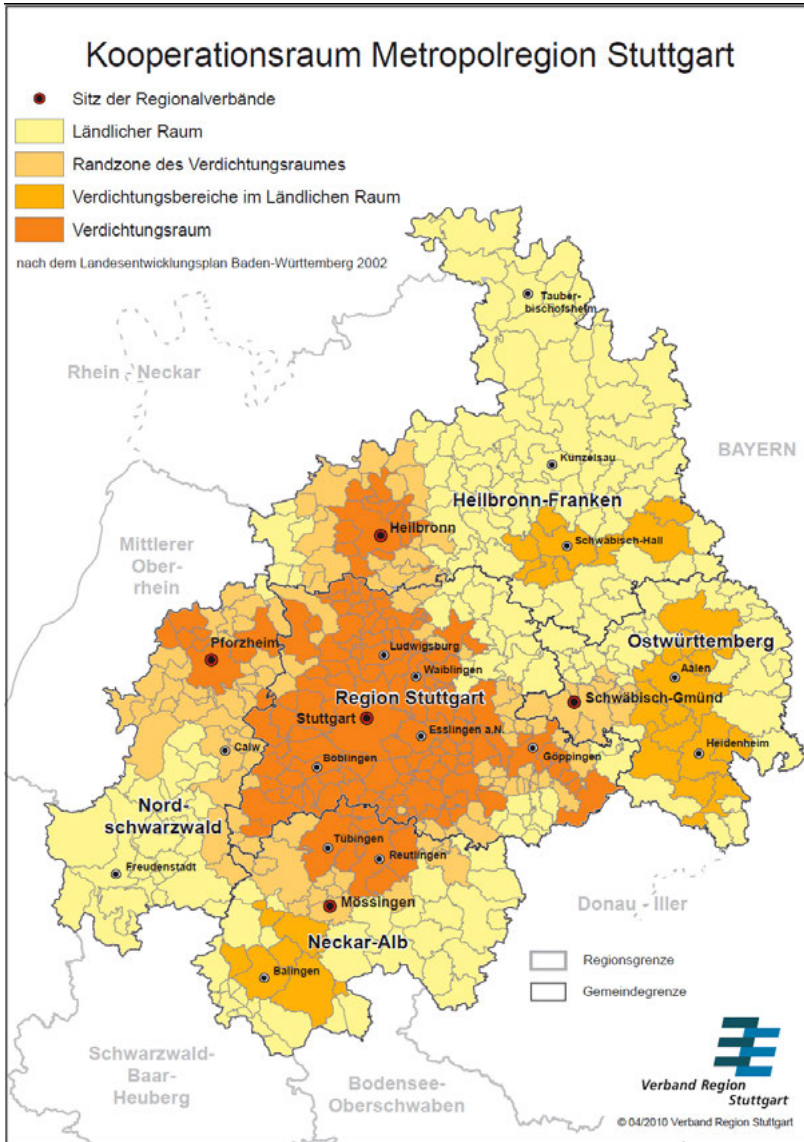 Kooperationsraum Metropolregion Stuttgart
Sitz der Regionalverbände
Ländlicher Raum
Randzone des Verdichtungsraumes
Verdichtungsbereiche im Ländlichen Raum
Verdichtungsraum
nach dem Landesentwicklungsplan Baden-Württemberg 2002
Tauber-
bischofsheim
Rhein - Neckar
BAYERN
Künzelsau
Heilbronn-Franken
Heilbronn
Schwäbisch-Hall
Mittlerer
Ober-
rhein
Pforzheim
Ludwigsburg
Ostwürttemberg
Waiblingen
Aalen
Region Stuttgart
Schwäbisch-Gmünd
Stuttgart
Esslingen a.N.
Calw
Göppingen
Heidenheim
Böblingen
Nord-
schwarzwald
Tübingen
Reutlingen
Freudenstadt
Mössingen
Donau - Iller
Neckar-Alb
Balingen
Regionsgrenze
Gemeindegrenze
Schwarzwald-
Baar-
Heuberg
Bodensee-
Oberschwaben
Verband Region
Stuttgart
© 04/2010 Verband Region Stuttgart